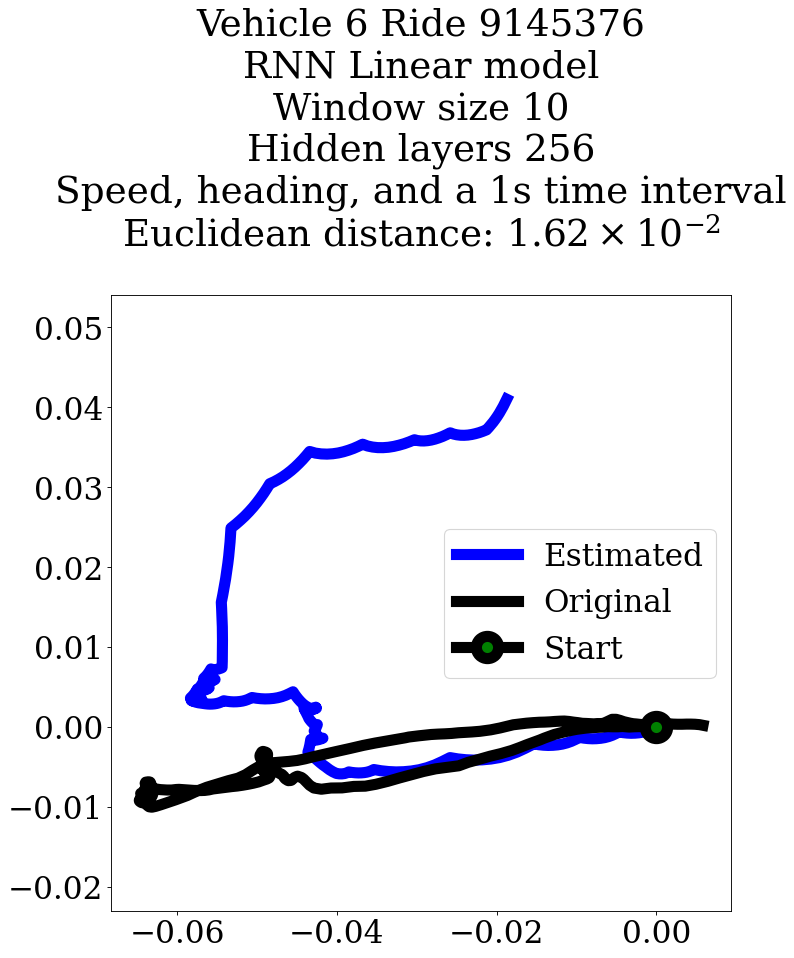 Vehicle 6 Ride 9145376
RNN Linear model
Window size 10
Hidden layers 256
Speed, heading, and a 1s time interval
Euclidean distance: 1.62 × 10⁻²
0.05
0.04
0.03
0.02
0.01
0.00
−0.01
−0.02
Estimated
Original
Start
−0.06
−0.04
−0.02
0.00